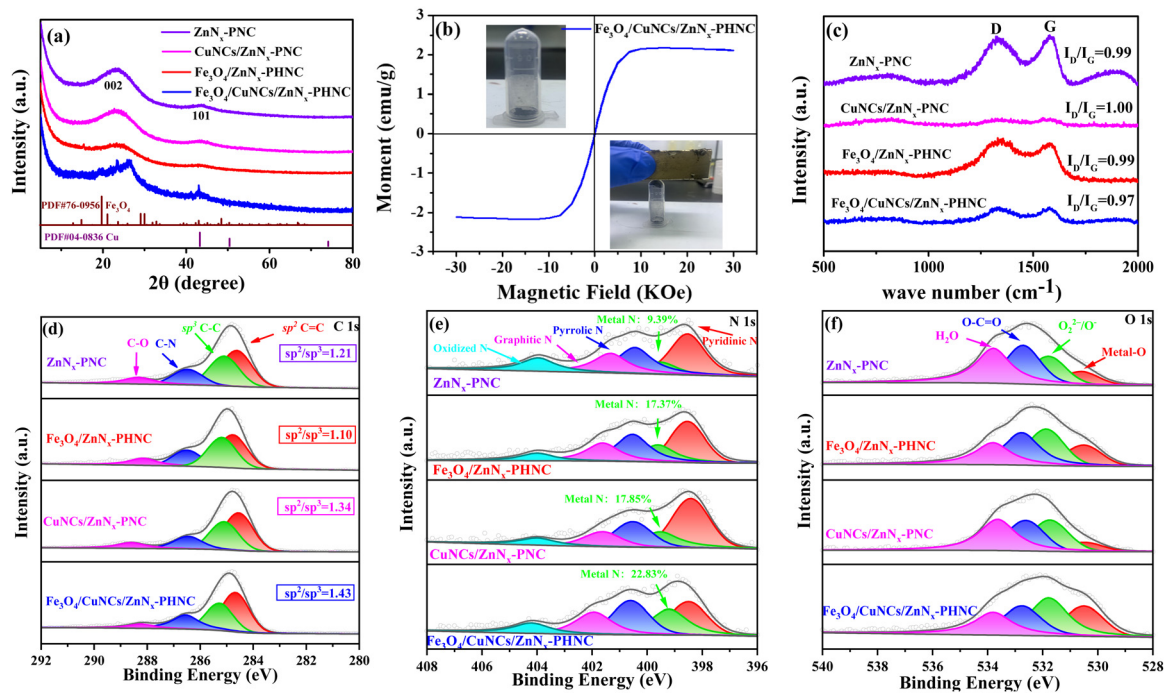 (a)
ZnNₓ-PNC
CuNCs/ZnNₓ-PNC
Fe₃O₄/ZnNₓ-PHNC
Fe₃O₄/CuNCs/ZnNₓ-PHNC
002
101
PDF#76-0956 Fe₃O₄
PDF#04-0836 Cu
20 40 60 80
2θ (degree)
Intensity (a.u.)
(b)
Fe₃O₄/CuNCs/ZnNₓ-PHNC
3
2
1
0
-1
-2
-3
-30 -20 -10 0 10 20 30
Magnetic Field (KOe)
Moment (emu/g)
(c)
D G
I_D/I_G=0.99
ZnNₓ-PNC
CuNCs/ZnNₓ-PNC
I_D/I_G=1.00
Fe₃O₄/ZnNₓ-PHNC
I_D/I_G=0.99
Fe₃O₄/CuNCs/ZnNₓ-PHNC
I_D/I_G=0.97
500 1000 1500 2000
wave number (cm⁻¹)
Intensity (a.u.)
(d)
C 1s
sp³ C-C
sp² C=C
C-O
C-N
sp²/sp³=1.21
ZnNₓ-PNC
Fe₃O₄/ZnNₓ-PHNC
sp²/sp³=1.10
CuNCs/ZnNₓ-PNC
sp²/sp³=1.34
Fe₃O₄/CuNCs/ZnNₓ-PHNC
sp²/sp³=1.43
292 290 288 286 284 282 280
Binding Energy (eV)
Intensity (a.u.)
(e)
N 1s
Metal N: 9.39%
Pyrrolic N
Graphitic N
Pyridinic N
Oxidized N
ZnNₓ-PNC
Metal N: 17.37%
Fe₃O₄/ZnNₓ-PHNC
Metal N: 17.85%
CuNCs/ZnNₓ-PNC
Metal N: 22.83%
Fe₃O₄/CuNCs/ZnNₓ-PHNC
408 406 404 402 400 398 396
Binding Energy (eV)
Intensity (a.u.)
(f)
O 1s
O-C=O
O₂²⁻/O⁻
H₂O
Metal-O
ZnNₓ-PNC
Fe₃O₄/ZnNₓ-PHNC
CuNCs/ZnNₓ-PNC
Fe₃O₄/CuNCs/ZnNₓ-PHNC
540 538 536 534 532 530 528
Binding Energy (eV)
Intensity (a.u.)